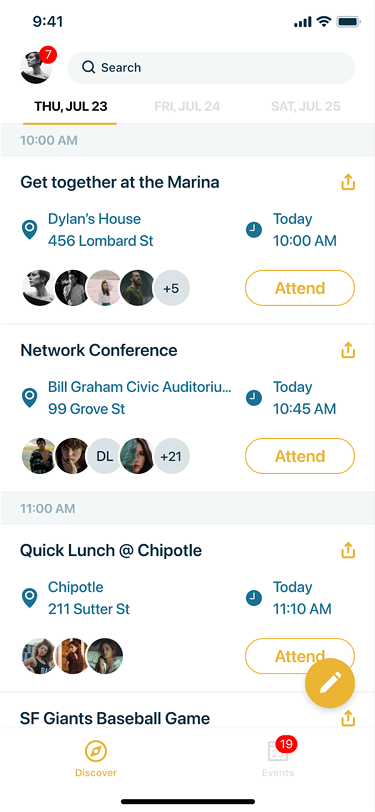 9:41
7
Search
THU, JUL 23
FRI, JUL 24
SAT, JUL 25
10:00 AM
Get together at the Marina
Dylan's House
456 Lombard St
Today
10:00 AM
+5
Attend
Network Conference
Bill Graham Civic Auditoriu...
99 Grove St
Today
10:45 AM
DL
+21
Attend
11:00 AM
Quick Lunch @ Chipotle
Chipotle
211 Sutter St
Today
11:10 AM
Attend
SF Giants Baseball Game
Discover
19
Events